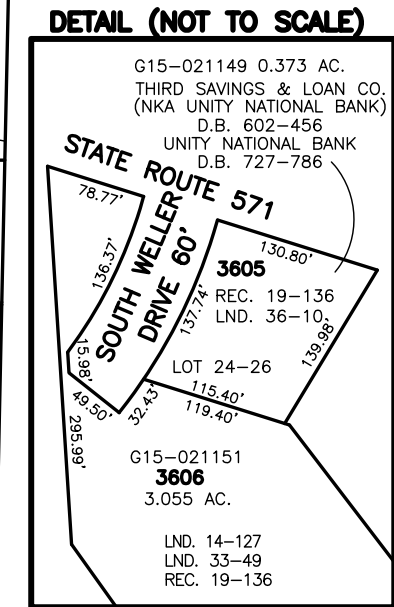 DETAIL (NOT TO SCALE)
G15-021149 0.373 AC.
THIRD SAVINGS & LOAN CO.
(NKA UNITY NATIONAL BANK)
D.B. 602-456
UNITY NATIONAL BANK
D.B. 727-786
STATE ROUTE 571
78.77'
SOUTH WELLER
DRIVE 60'
130.80'
136.37'
137.74'
3605
REC. 19-136
LND. 36-10
139.98'
15.98'
LOT 24-26
49.50'
32.43'
115.40'
119.40'
295.99'
G15-021151
3606
3.055 AC.
LND. 14-127
LND. 33-49
REC. 19-136